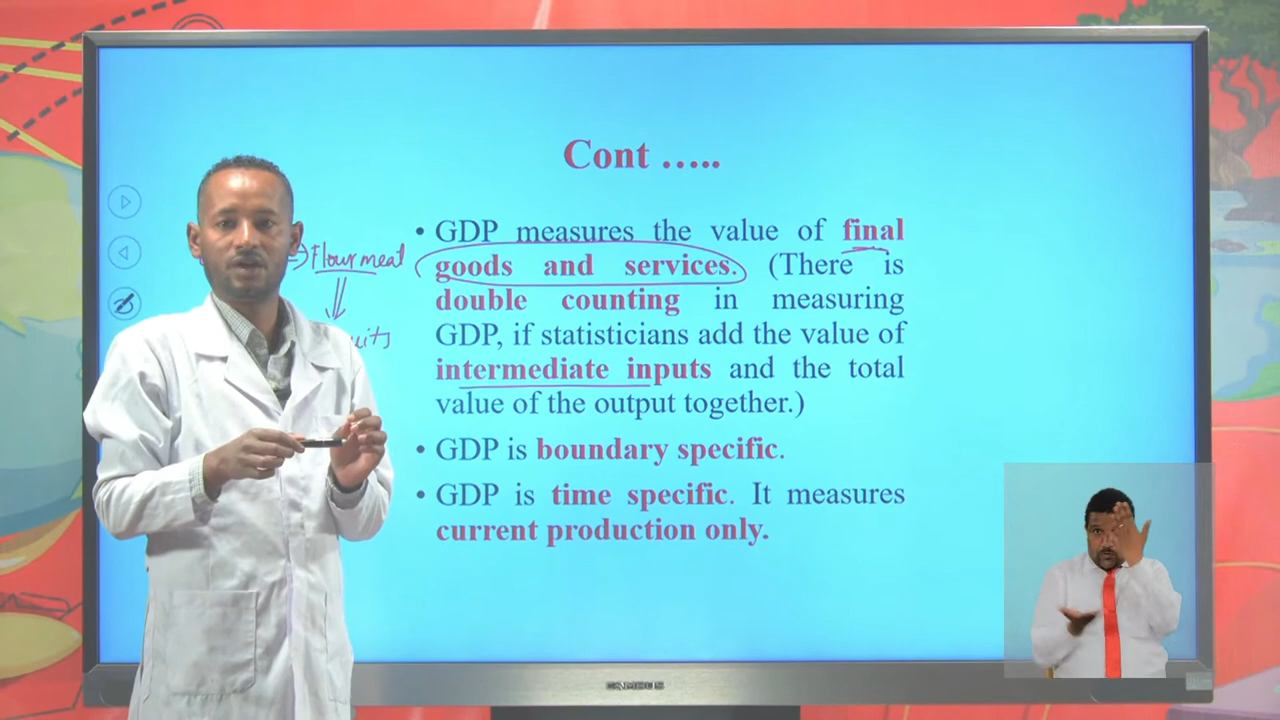 Cont …..
• GDP measures the value of final
goods and services. (There is
double counting in measuring
GDP, if statisticians add the value of
intermediate inputs and the total
value of the output together.)
• GDP is boundary specific.
• GDP is time specific. It measures
current production only.
Flour meal